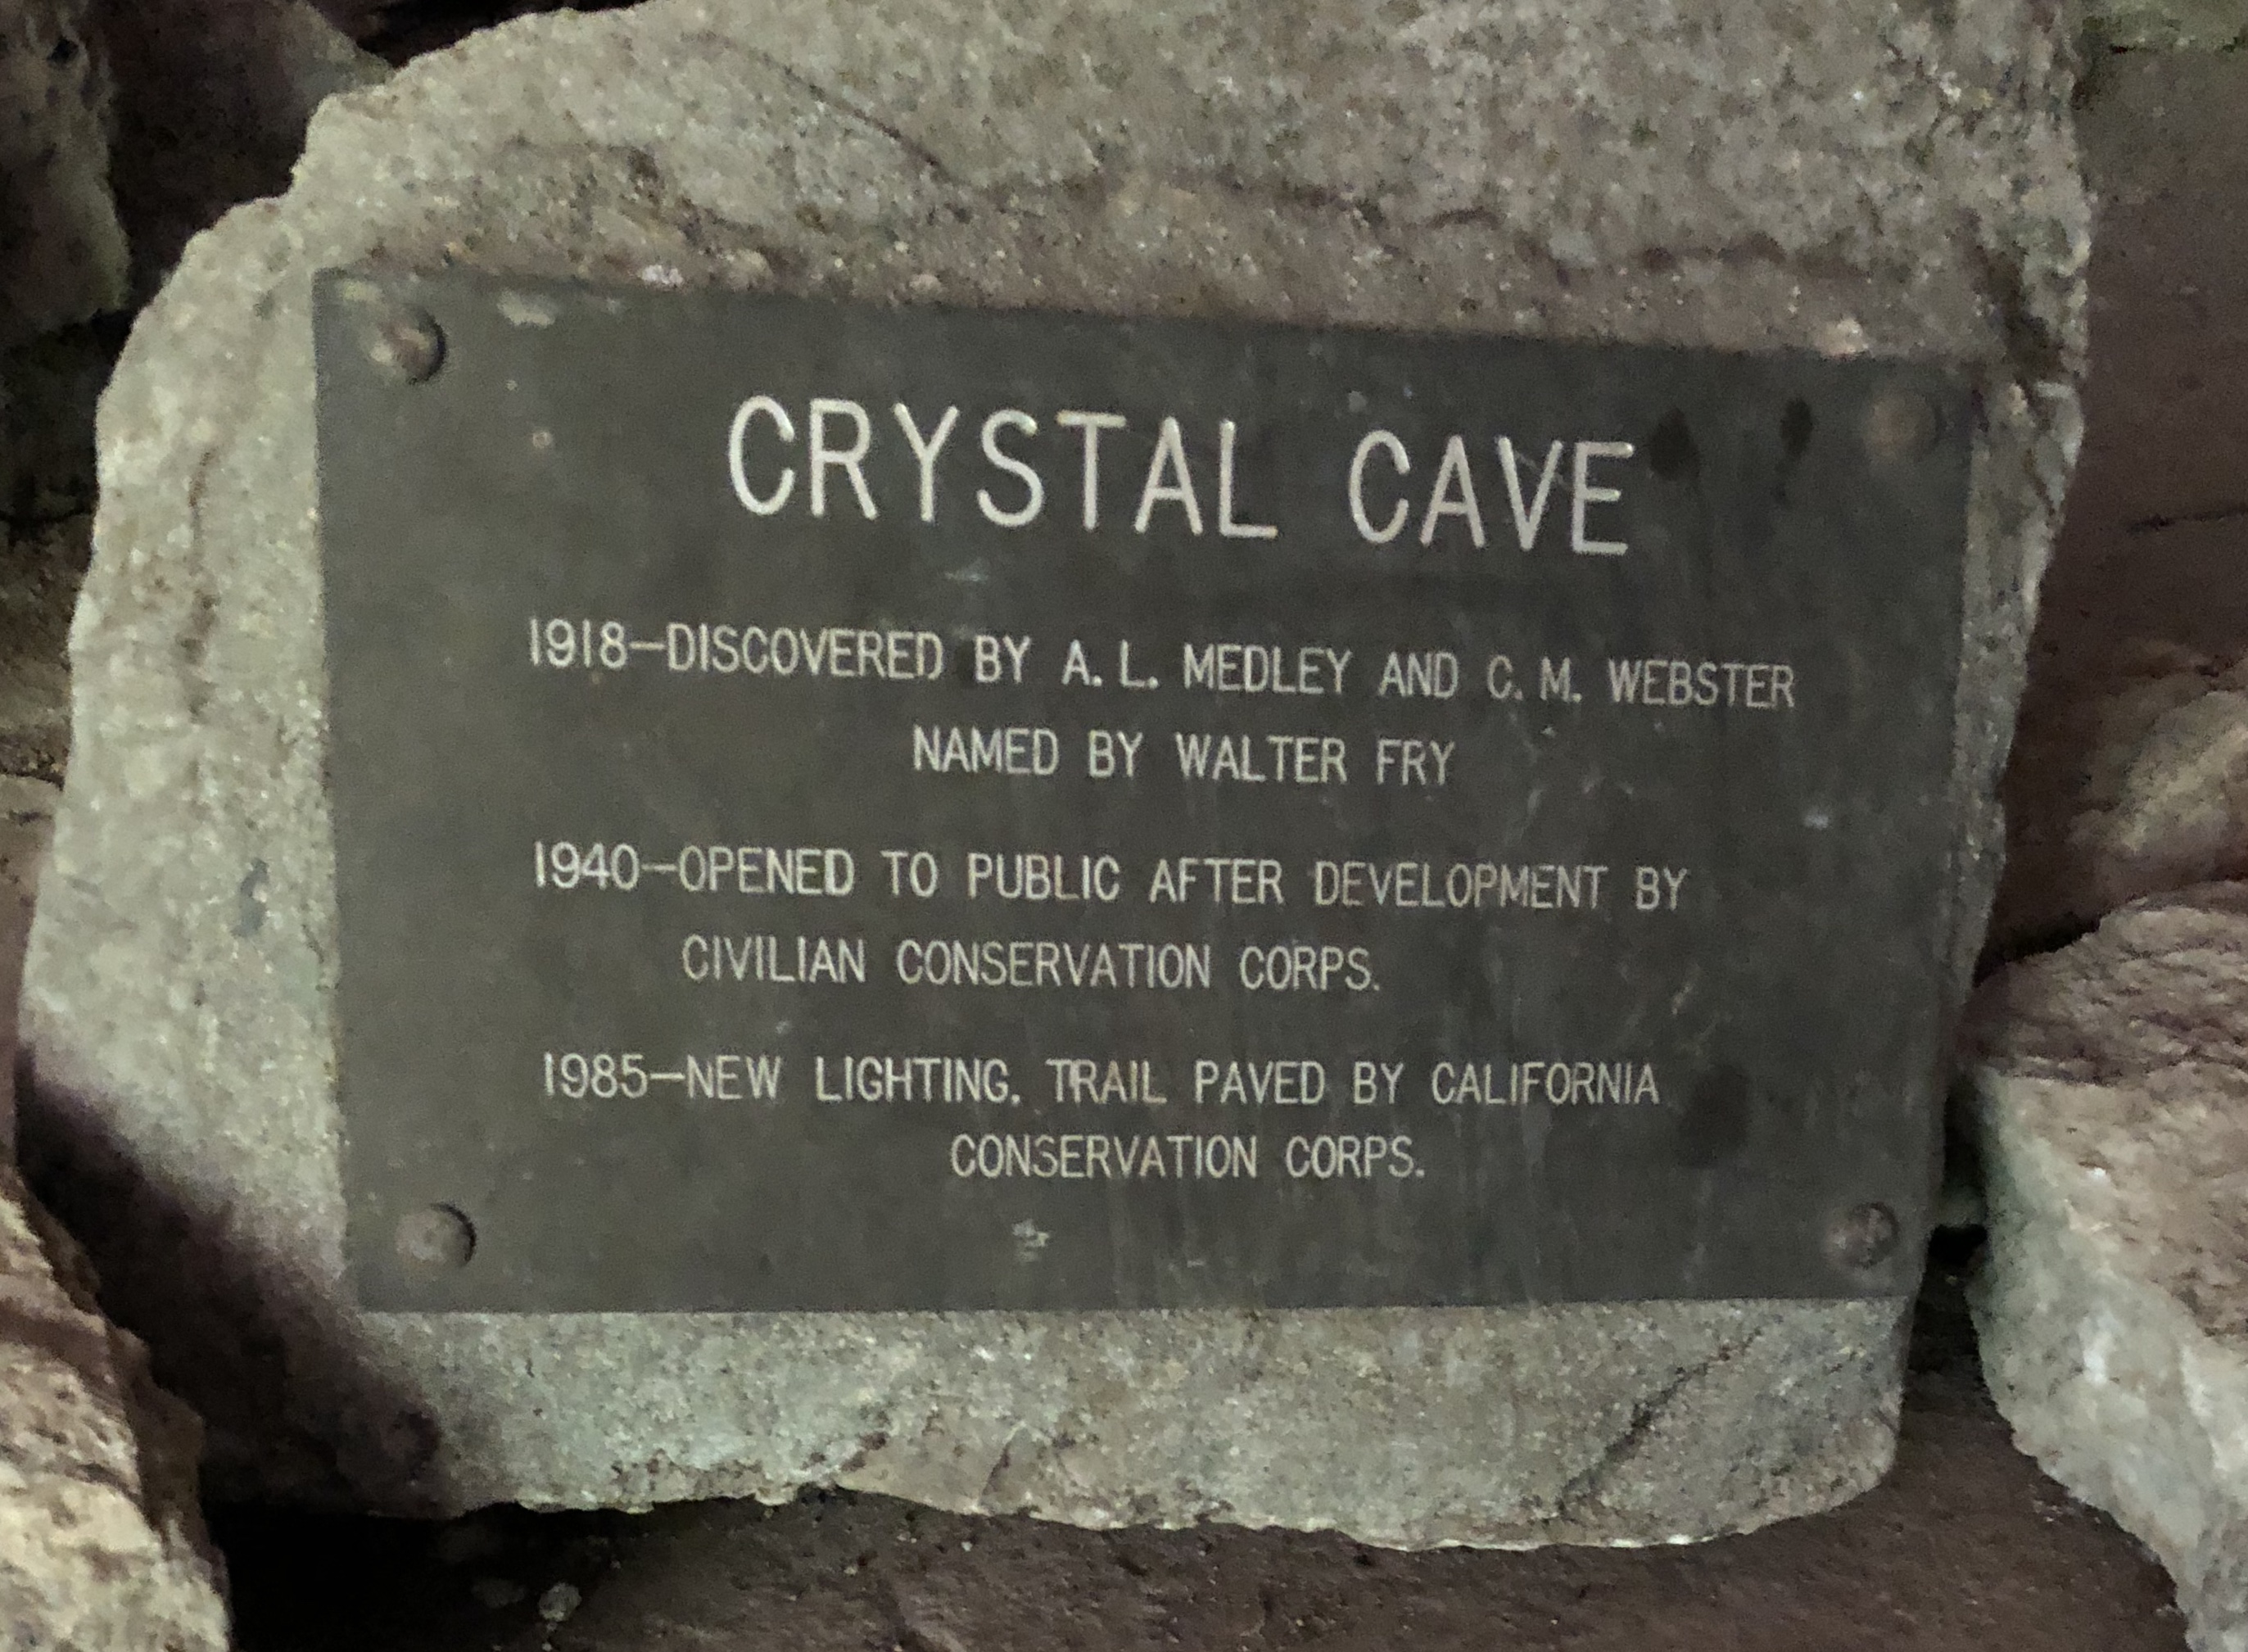 CRYSTAL CAVE
1918-DISCOVERED BY A. L. MEDLEY AND C. M. WEBSTER
NAMED BY WALTER FRY
1940-OPENED TO PUBLIC AFTER DEVELOPMENT BY
CIVILIAN CONSERVATION CORPS.
1985-NEW LIGHTING, TRAIL PAVED BY CALIFORNIA
CONSERVATION CORPS.